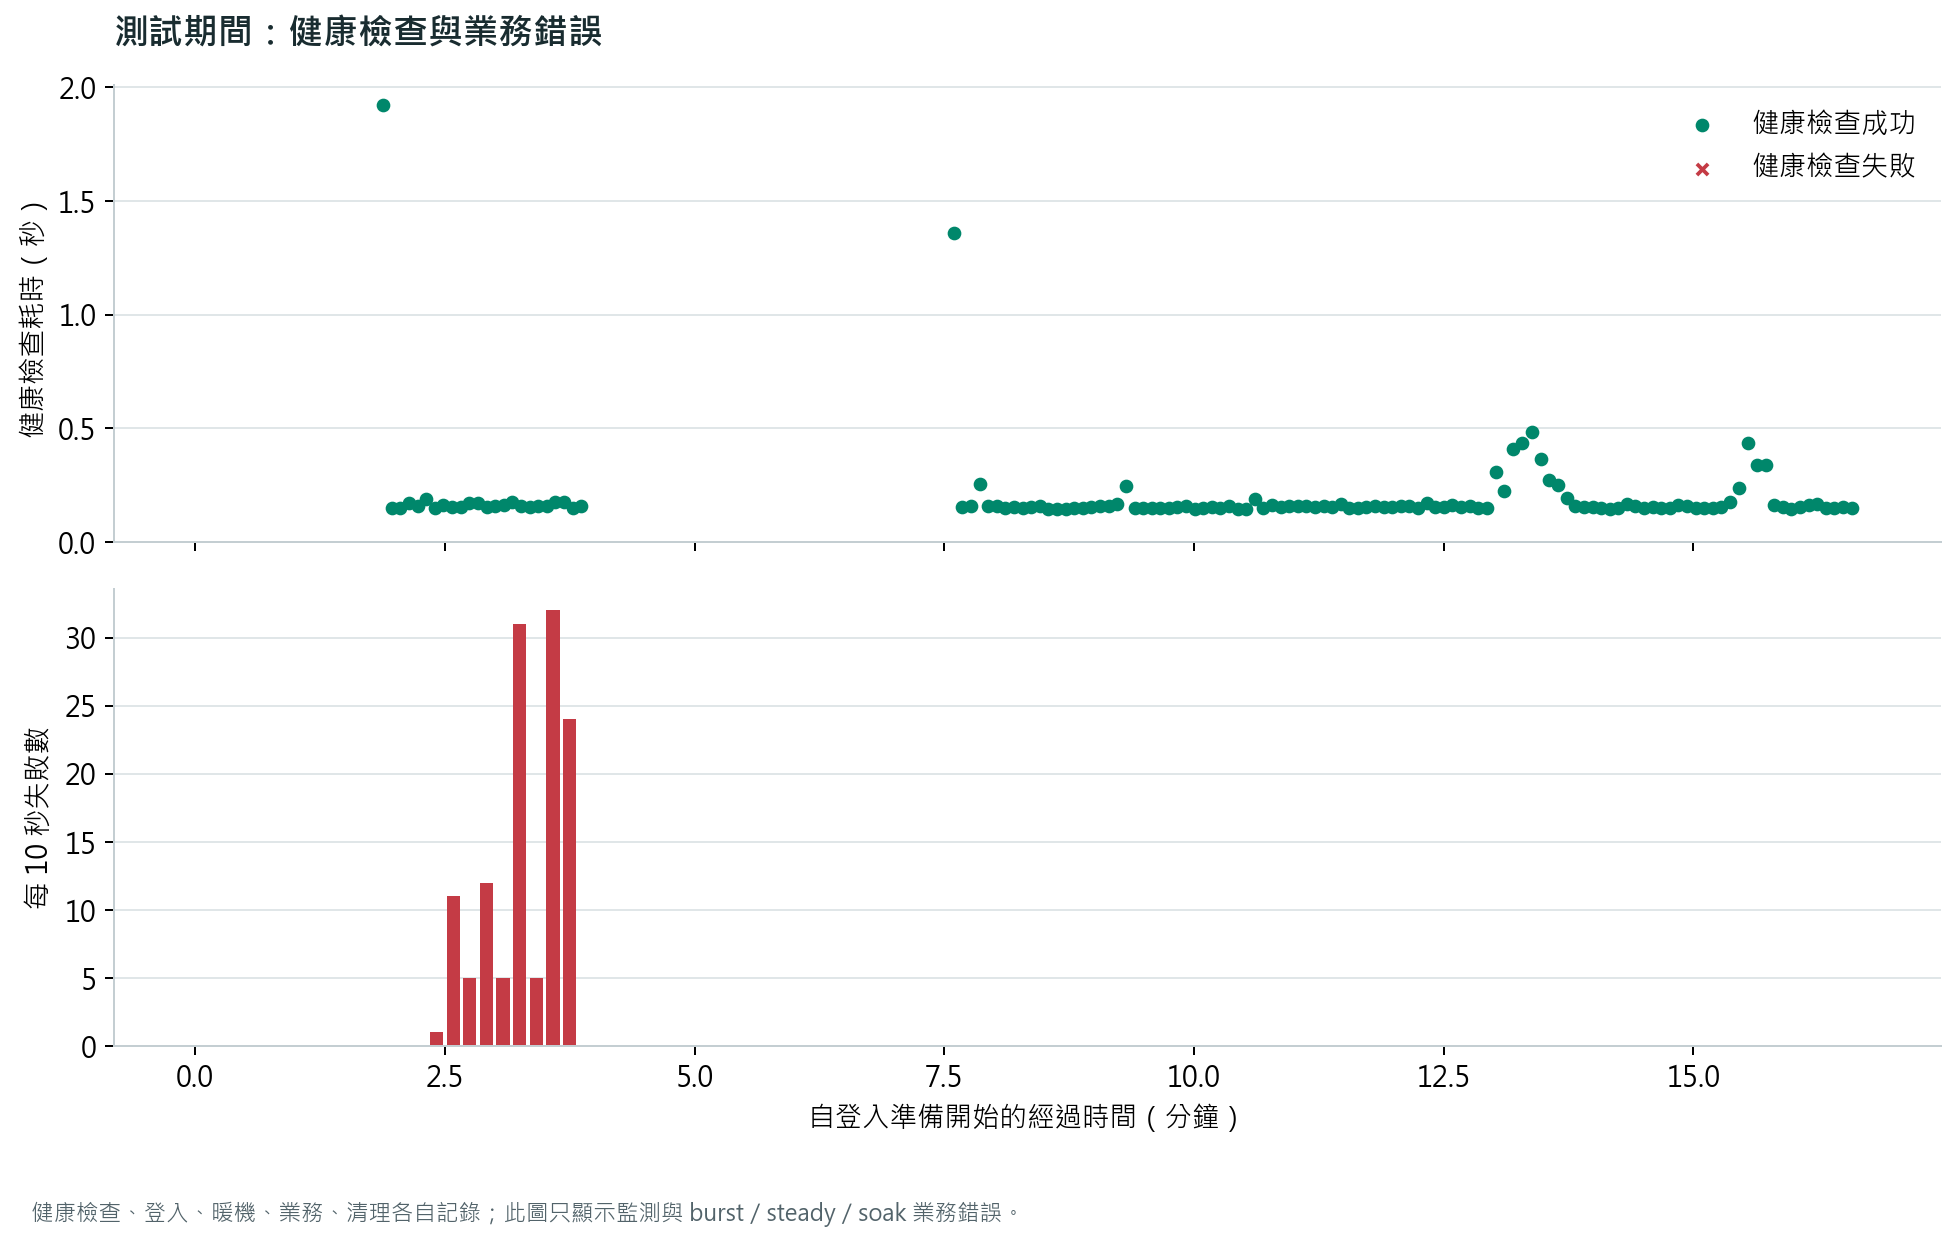 測試期間：健康檢查與業務錯誤
2.0
1.5
1.0
0.5
0.0
健康檢查耗時（秒）
健康檢查成功
健康檢查失敗
30
25
20
15
10
5
0
每 10 秒失敗數
0.0 2.5 5.0 7.5 10.0 12.5 15.0
自登入準備開始的經過時間（分鐘）
健康檢查、登入、暖機、業務、清理各自記錄；此圖只顯示監測與 burst / steady / soak 業務錯誤。